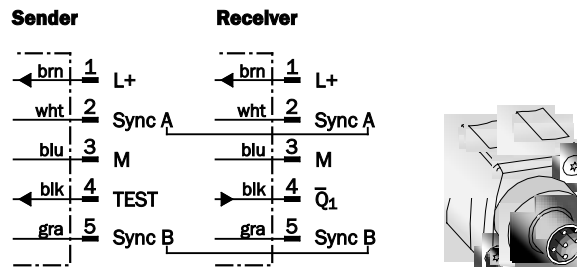 Sender Receiver
brn 1 L+ brn 1 L+
wht 2 Sync A wht 2 Sync A
blu 3 M blu 3 M
blk 4 TEST blk 4 Q̅1
gra 5 Sync B gra 5 Sync B